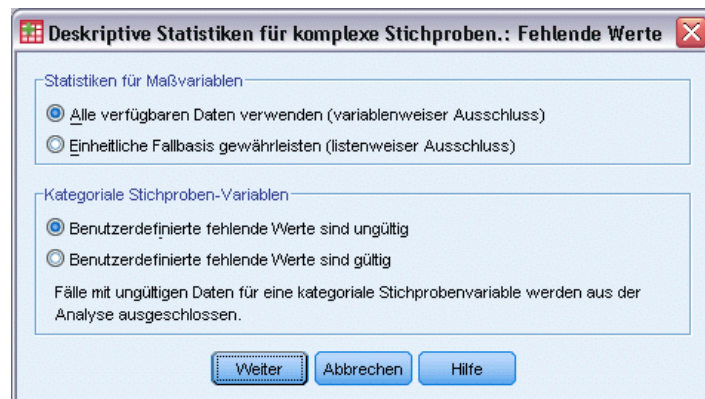 Deskriptive Statistiken für komplexe Stichproben.: Fehlende Werte
Statistiken für Maßvariablen
Alle verfügbaren Daten verwenden (variablenweiser Ausschluss)
Einheitliche Fallbasis gewährleisten (listenweiser Ausschluss)
Kategoriale Stichproben-Variablen
Benutzerdefinierte fehlende Werte sind ungültig
Benutzerdefinierte fehlende Werte sind gültig
Fälle mit ungültigen Daten für eine kategoriale Stichprobenvariable werden aus der
Analyse ausgeschlossen.
Weiter Abbrechen Hilfe